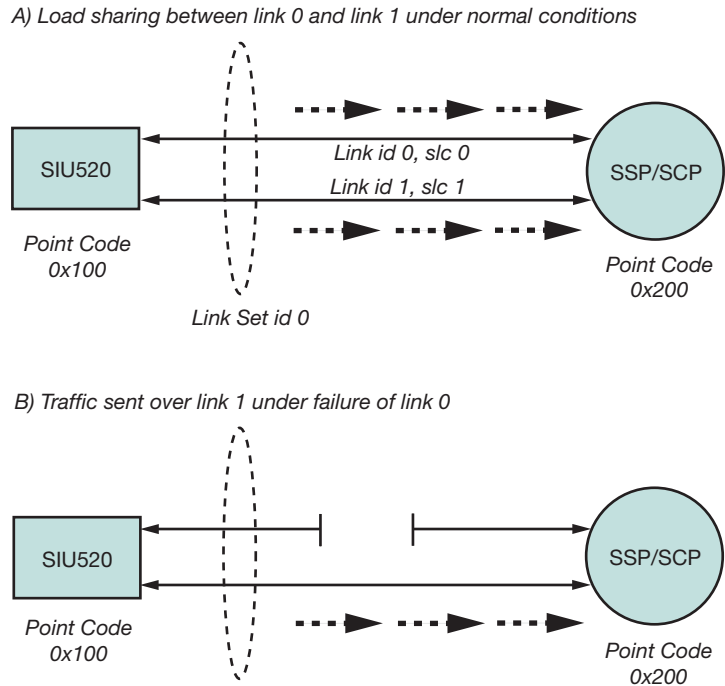 A) Load sharing between link 0 and link 1 under normal conditions
SIU520
Link id 0, slc 0
Link id 1, slc 1
SSP/SCP
Point Code
0x100
Point Code
0x200
Link Set id 0
B) Traffic sent over link 1 under failure of link 0
SIU520
SSP/SCP
Point Code
0x100
Point Code
0x200